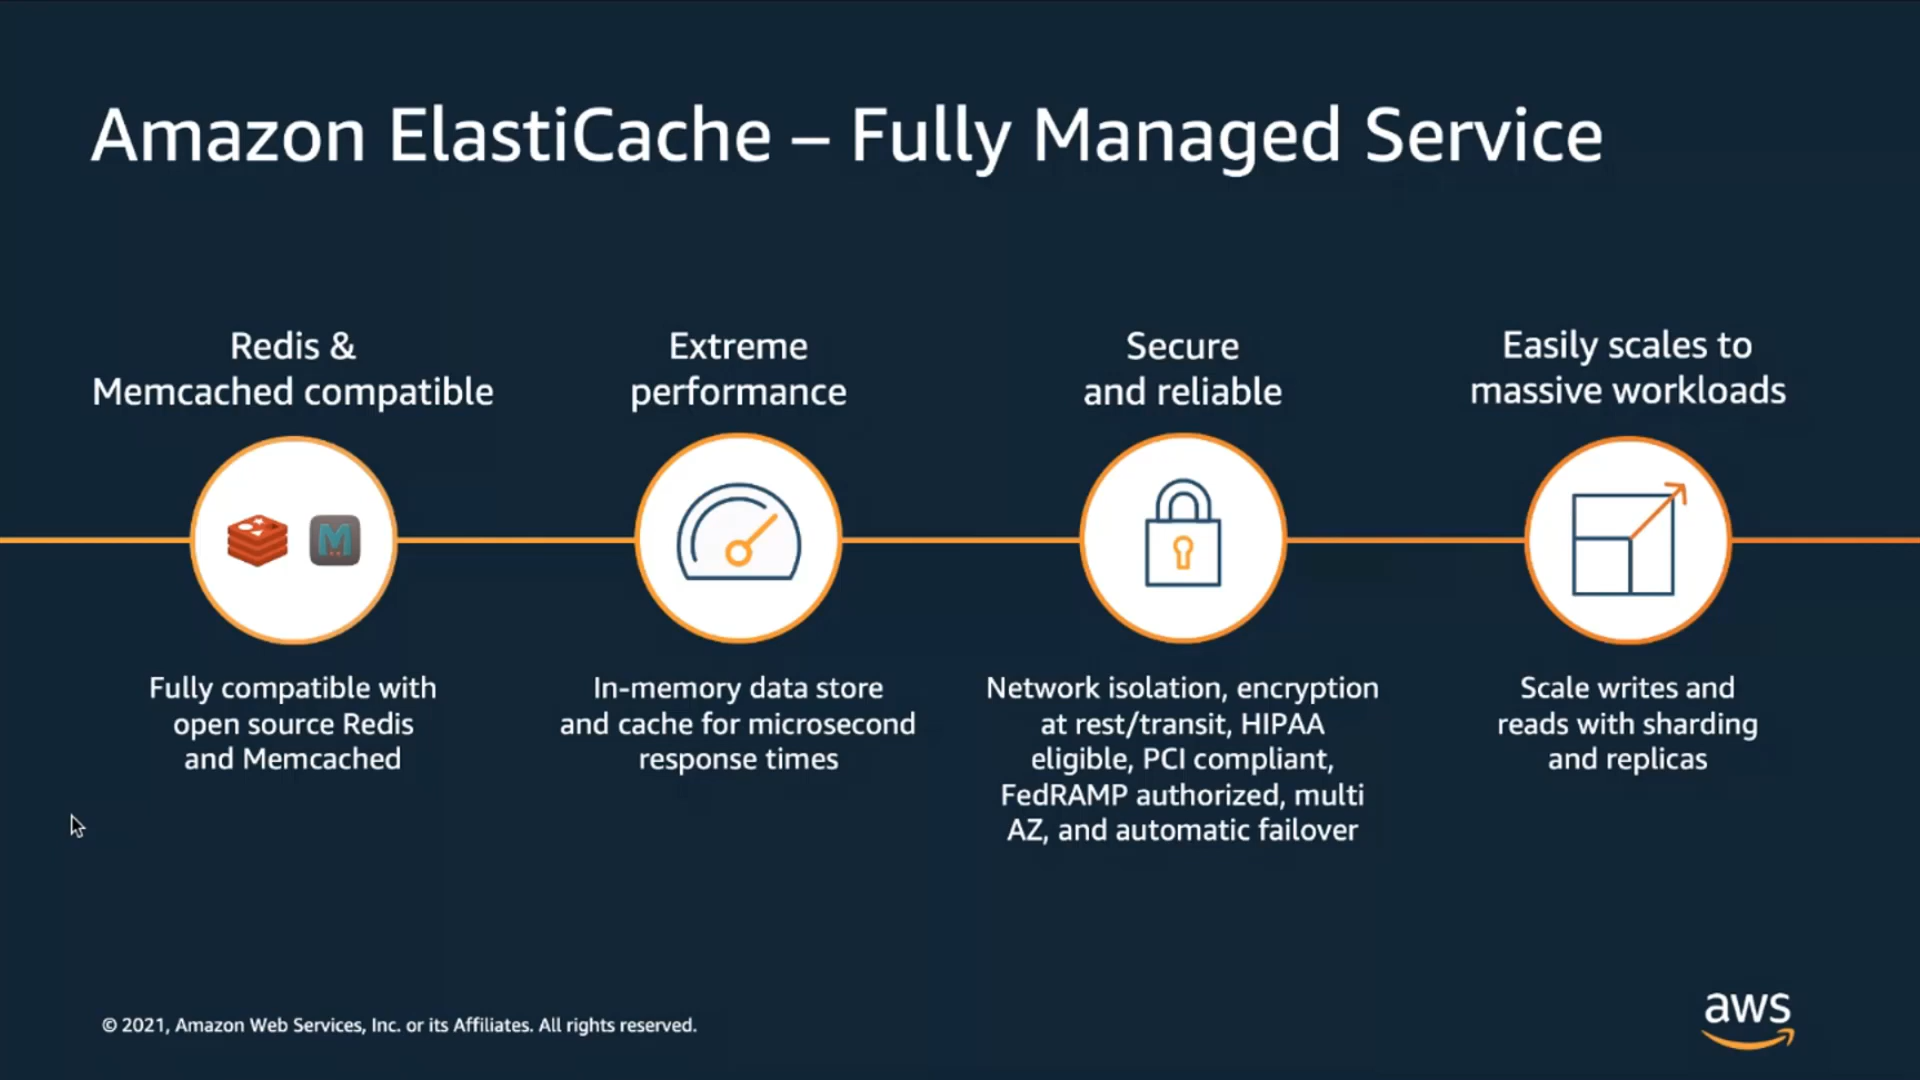 Amazon ElastiCache – Fully Managed Service
Redis &
Memcached compatible
Fully compatible with
open source Redis
and Memcached
Extreme
performance
In-memory data store
and cache for microsecond
response times
Secure
and reliable
Network isolation, encryption
at rest/transit, HIPAA
eligible, PCI compliant,
FedRAMP authorized, multi
AZ, and automatic failover
Easily scales to
massive workloads
Scale writes and
reads with sharding
and replicas
© 2021, Amazon Web Services, Inc. or its Affiliates. All rights reserved.
aws